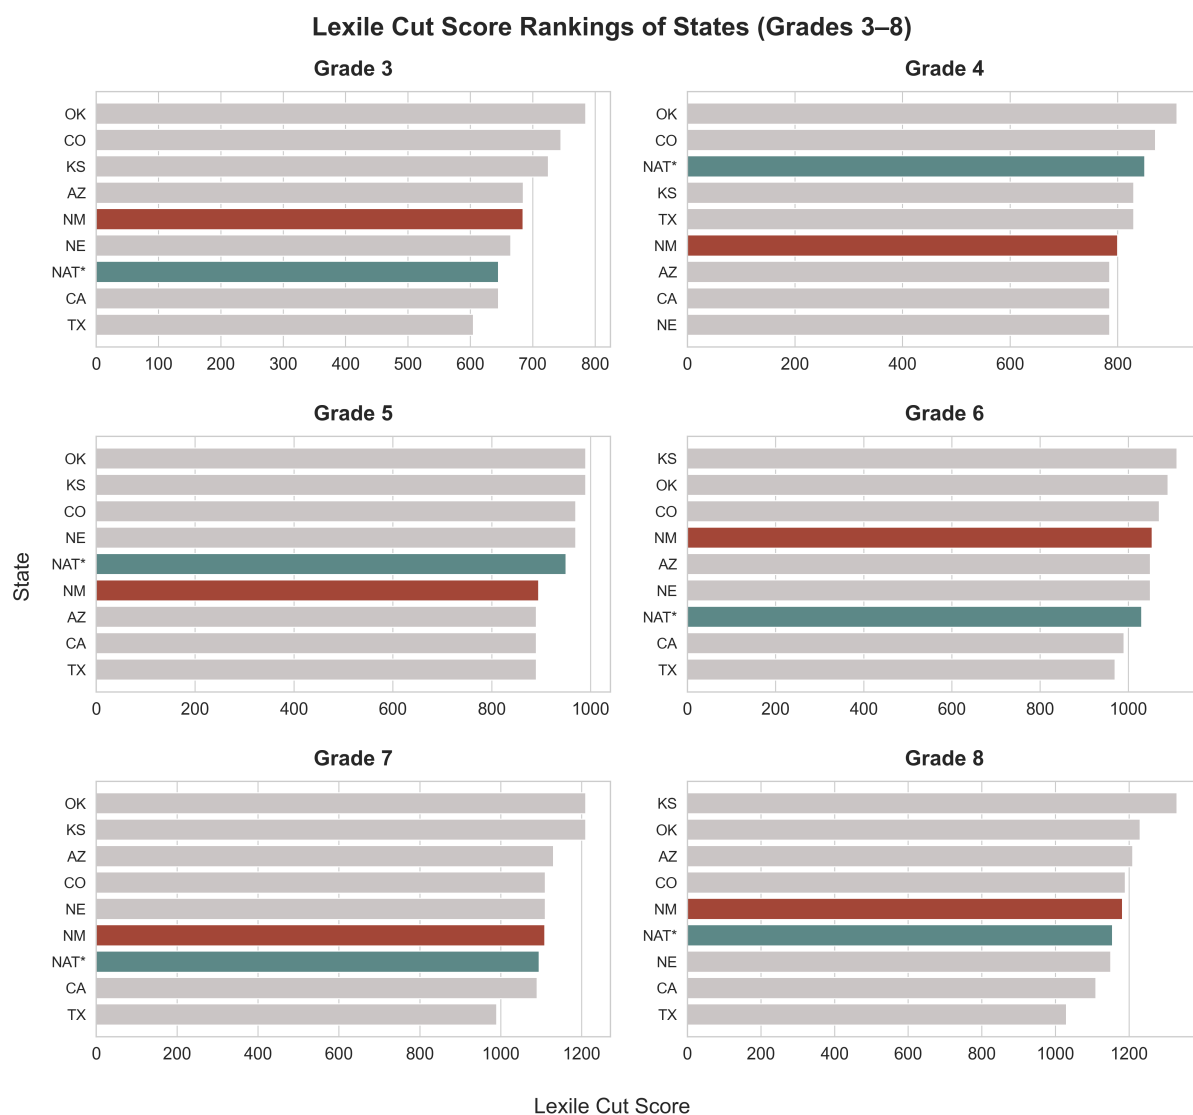 Lexile Cut Score Rankings of States (Grades 3–8)
Grade 3
OK
CO
KS
AZ
NM
NE
NAT*
CA
TX
0 100 200 300 400 500 600 700 800
Grade 4
OK
CO
NAT*
KS
TX
NM
AZ
CA
NE
0 200 400 600 800
State
Grade 5
OK
KS
CO
NE
NAT*
NM
AZ
CA
TX
0 200 400 600 800 1000
Grade 6
KS
OK
CO
NM
AZ
NE
NAT*
CA
TX
0 200 400 600 800 1000
Grade 7
OK
KS
AZ
CO
NE
NM
NAT*
CA
TX
0 200 400 600 800 1000 1200
Grade 8
KS
OK
AZ
CO
NM
NAT*
NE
CA
TX
0 200 400 600 800 1000 1200
Lexile Cut Score